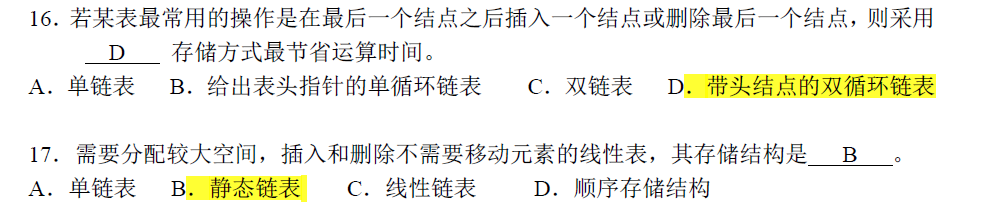 16．若某表最常用的操作是在最后一个结点之后插入一个结点或删除最后一个结点，则采用
D 存储方式最节省运算时间。
A．单链表 B．给出表头指针的单循环链表 C．双链表 D．带头结点的双循环链表
17．需要分配较大空间，插入和删除不需要移动元素的线性表，其存储结构是 B 。
A．单链表 B．静态链表 C．线性链表 D．顺序存储结构